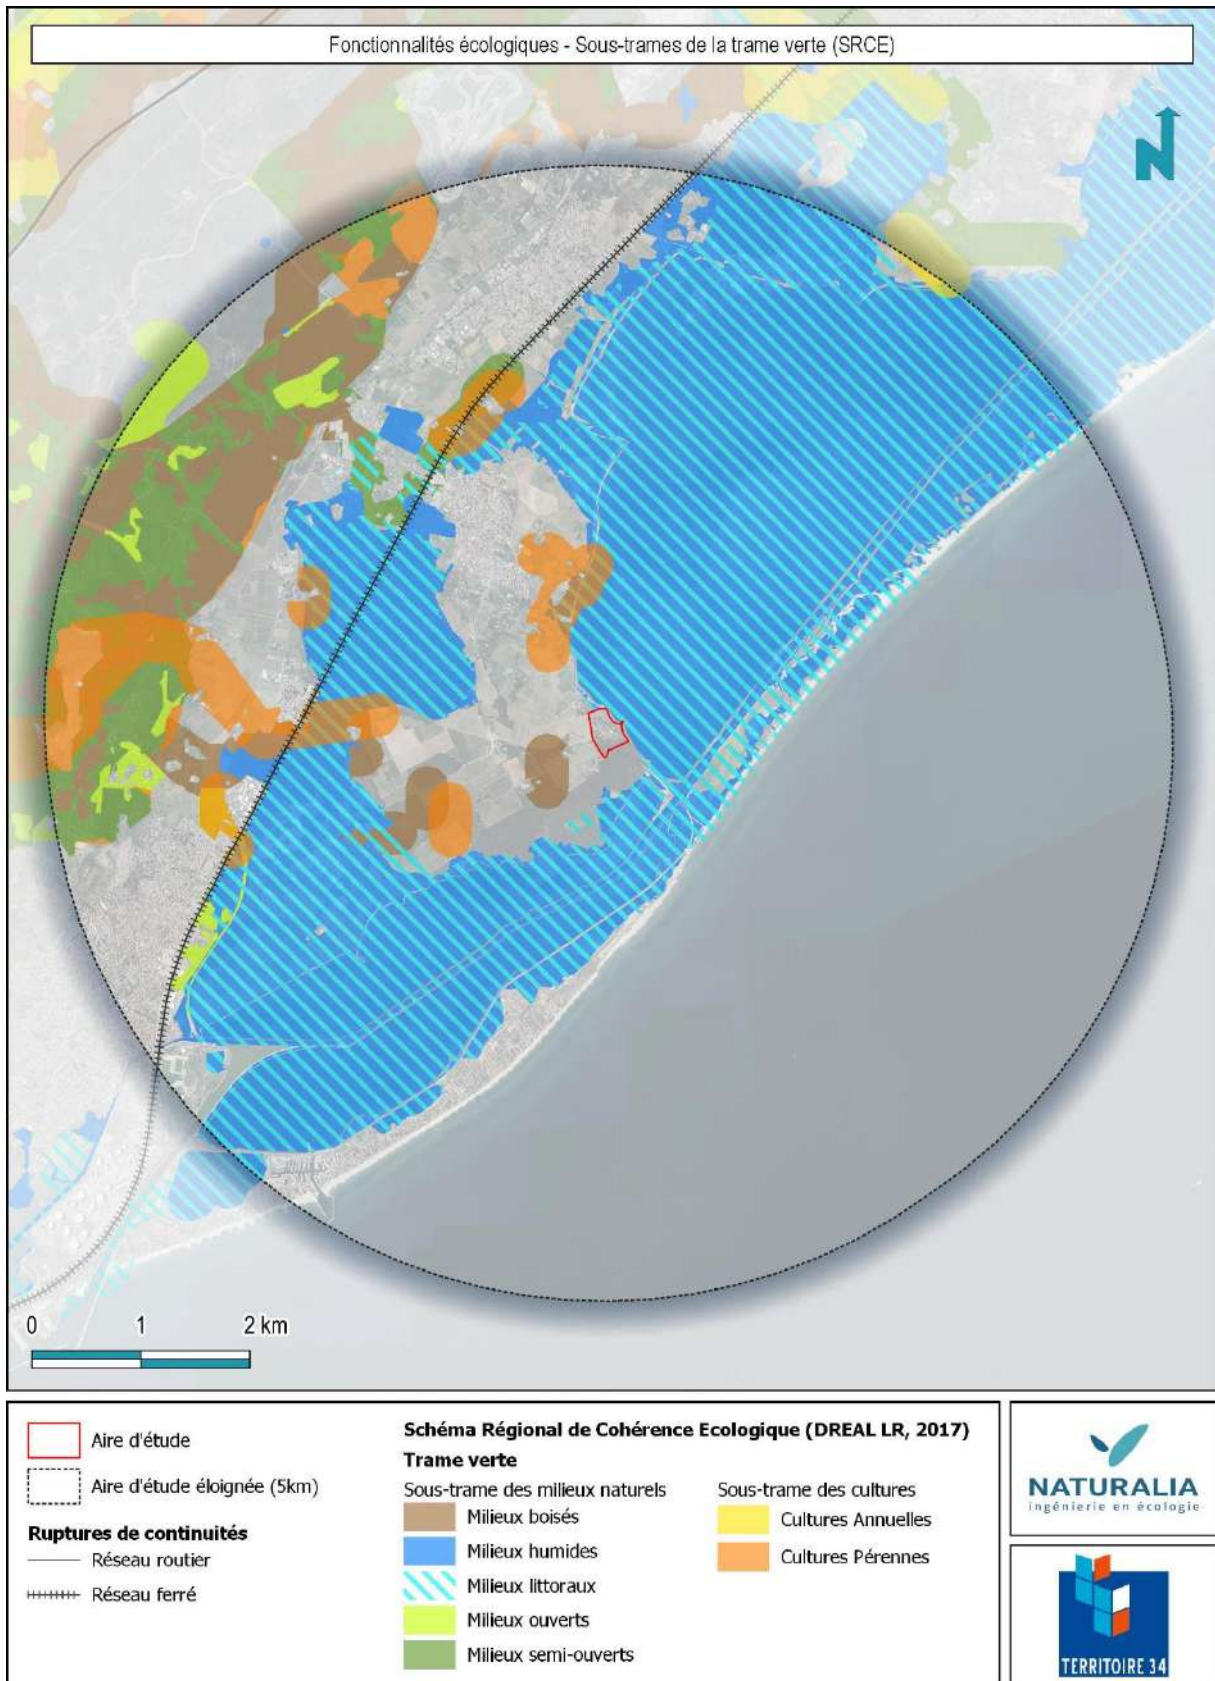 Fonctionnalités écologiques - Sous-trames de la trame verte (SRCE)
N
0 1 2 km
Aire d'étude
Aire d'étude éloignée (5km)
Ruptures de continuités
Réseau routier
Réseau ferré
Schéma Régional de Cohérence Ecologique (DREAL LR, 2017)
Trame verte
Sous-trame des milieux naturels
Milieux boisés
Milieux humides
Milieux littoraux
Milieux ouverts
Milieux semi-ouverts
Sous-trame des cultures
Cultures Annuelles
Cultures Pérennes
NATURALIA
ingénierie en écologie
TERRITOIRE 34